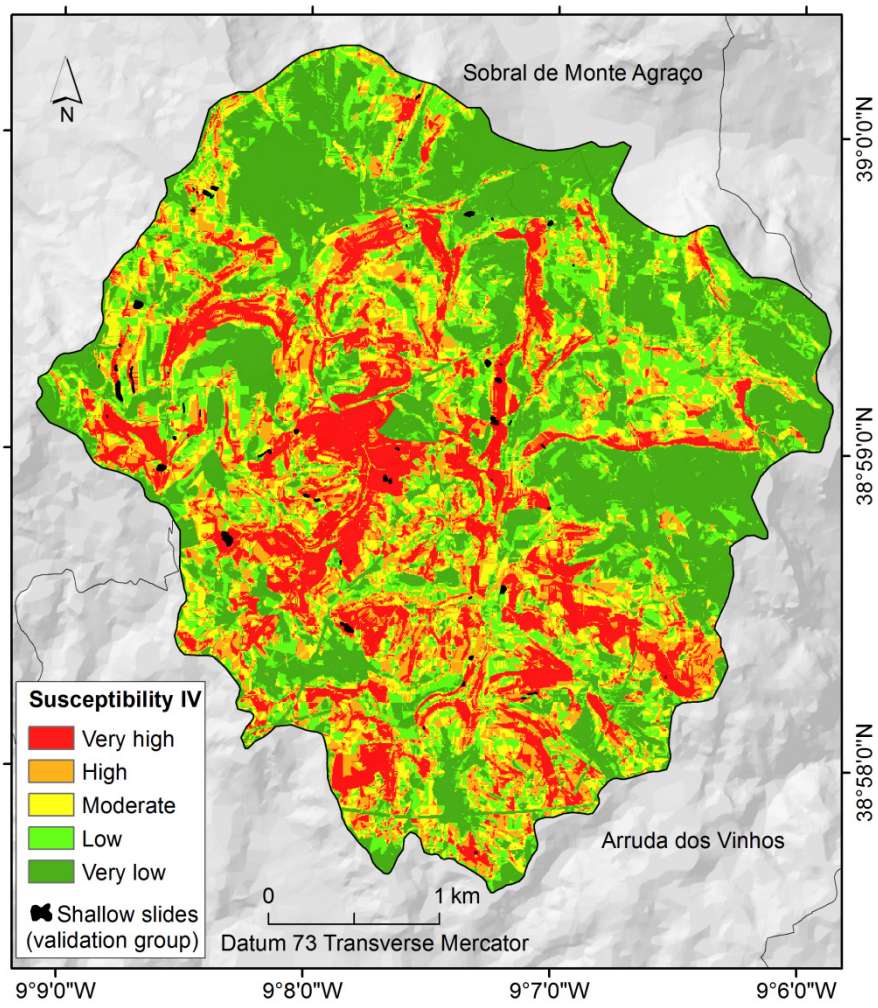 Sobral de Monte Agraço
N
39°0'0"N
38°59'0"N
38°58'0"N
Susceptibility IV
Very high
High
Moderate
Low
Very low
Shallow slides
(validation group)
Arruda dos Vinhos
0 1 km
Datum 73 Transverse Mercator
9°9'0"W 9°8'0"W 9°7'0"W 9°6'0"W